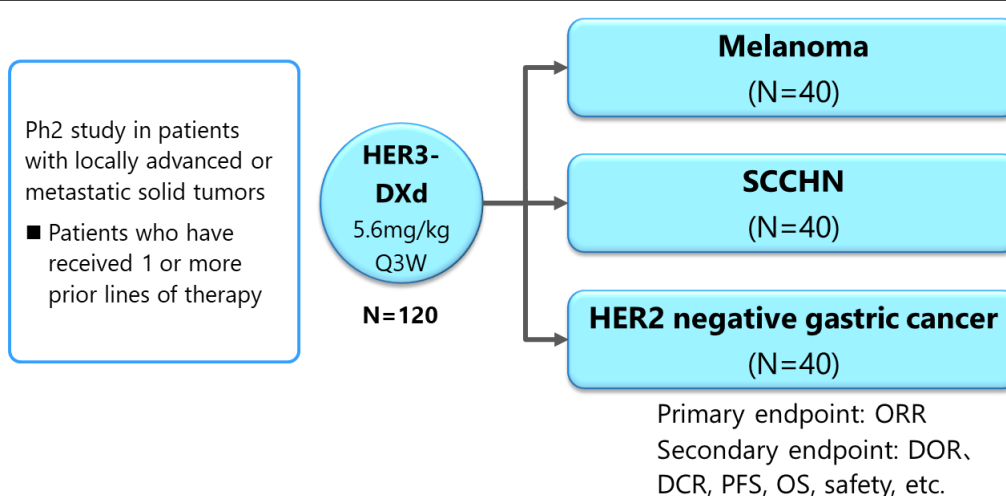 Ph2 study in patients
with locally advanced or
metastatic solid tumors
■ Patients who have
received 1 or more
prior lines of therapy
HER3-
DXd
5.6mg/kg
Q3W
N=120
Melanoma
(N=40)
SCCHN
(N=40)
HER2 negative gastric cancer
(N=40)
Primary endpoint: ORR
Secondary endpoint: DOR、
DCR, PFS, OS, safety, etc.